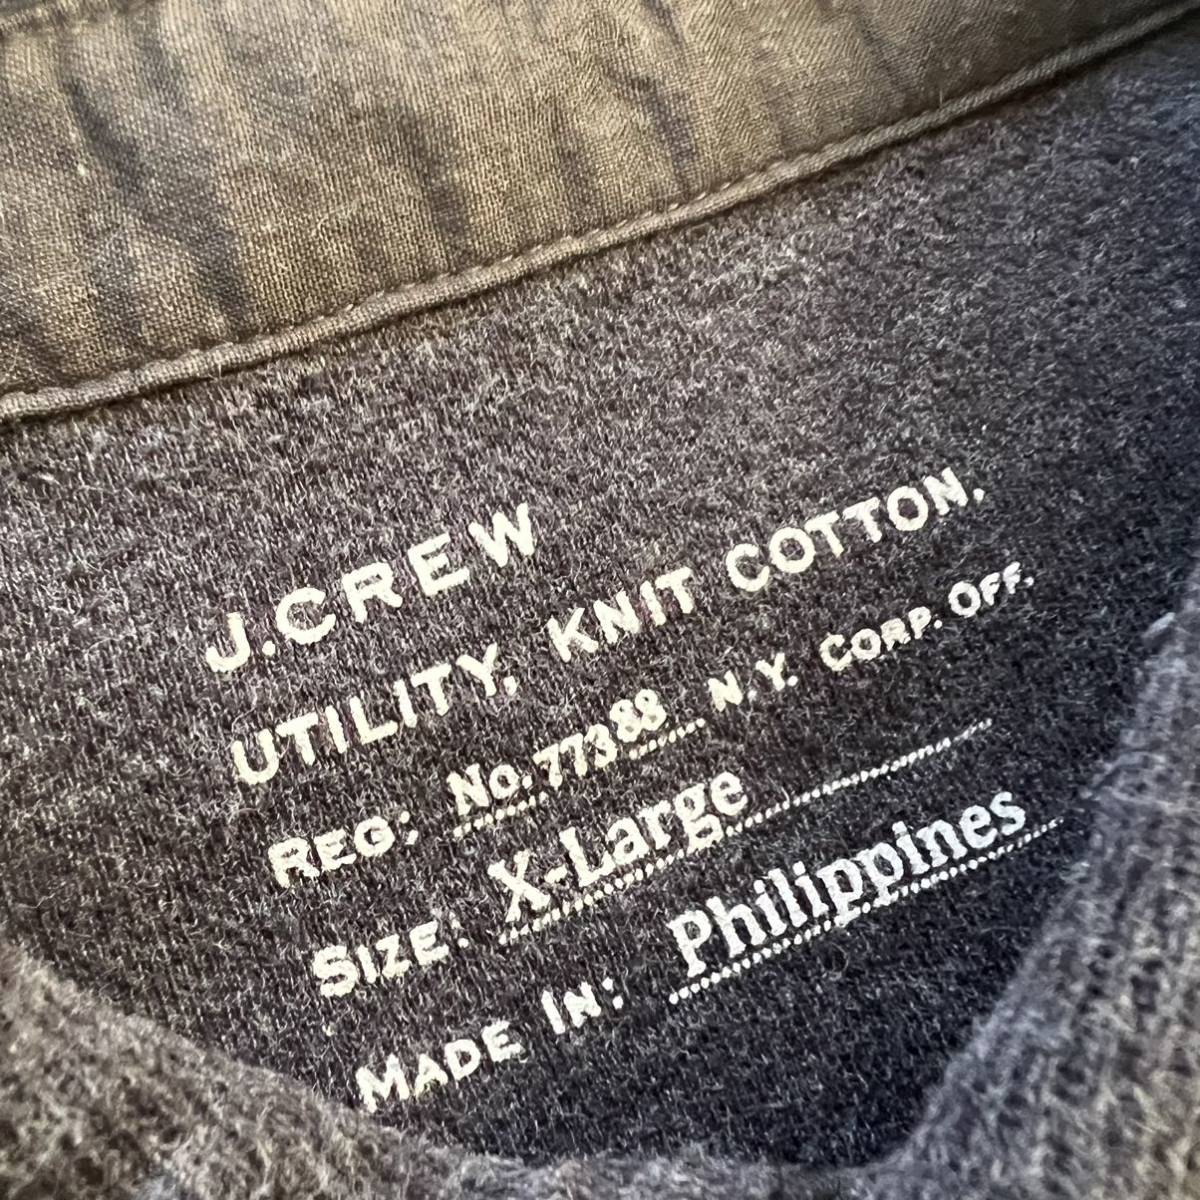 J.CREW
UTILITY, KNIT COTTON,
REG: No.77388 N.Y. CORP. OFF.
SIZE: X-Large
MADE IN: Philippines